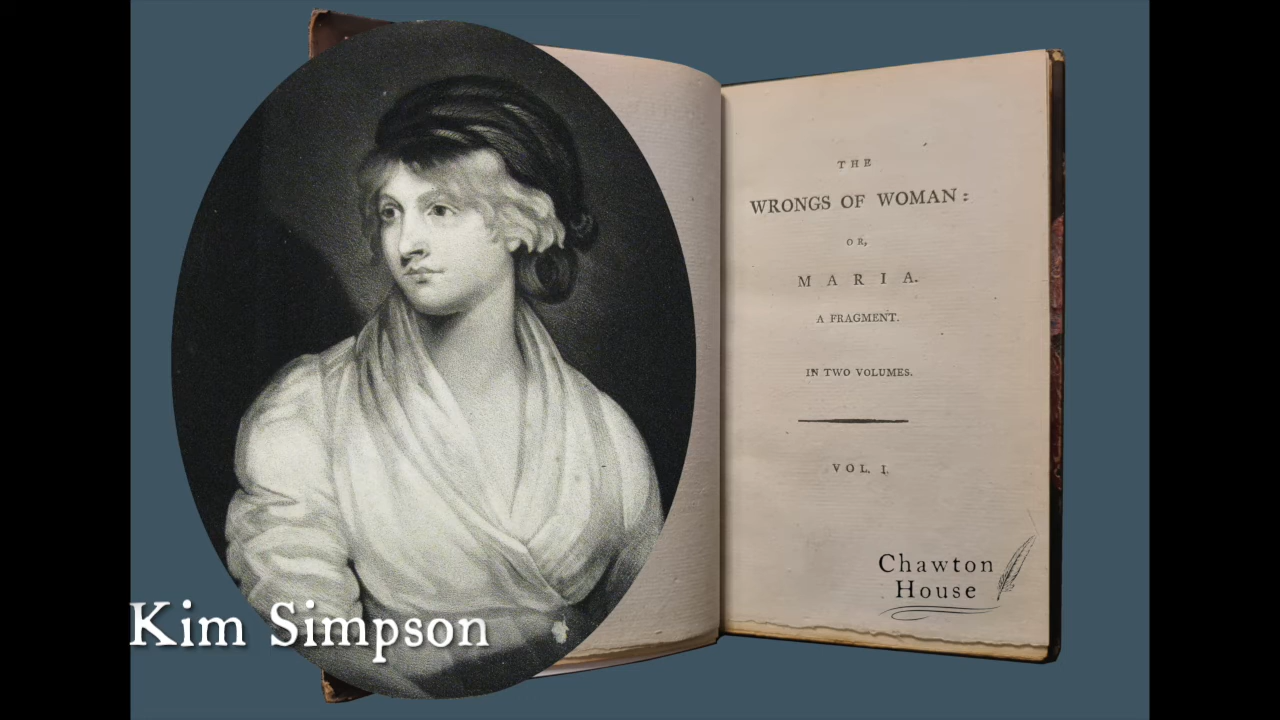 THE
WRONGS OF WOMAN:
OR,
MARIA.
A FRAGMENT.
IN TWO VOLUMES.
VOL. I.
Chawton
House
Kim Simpson